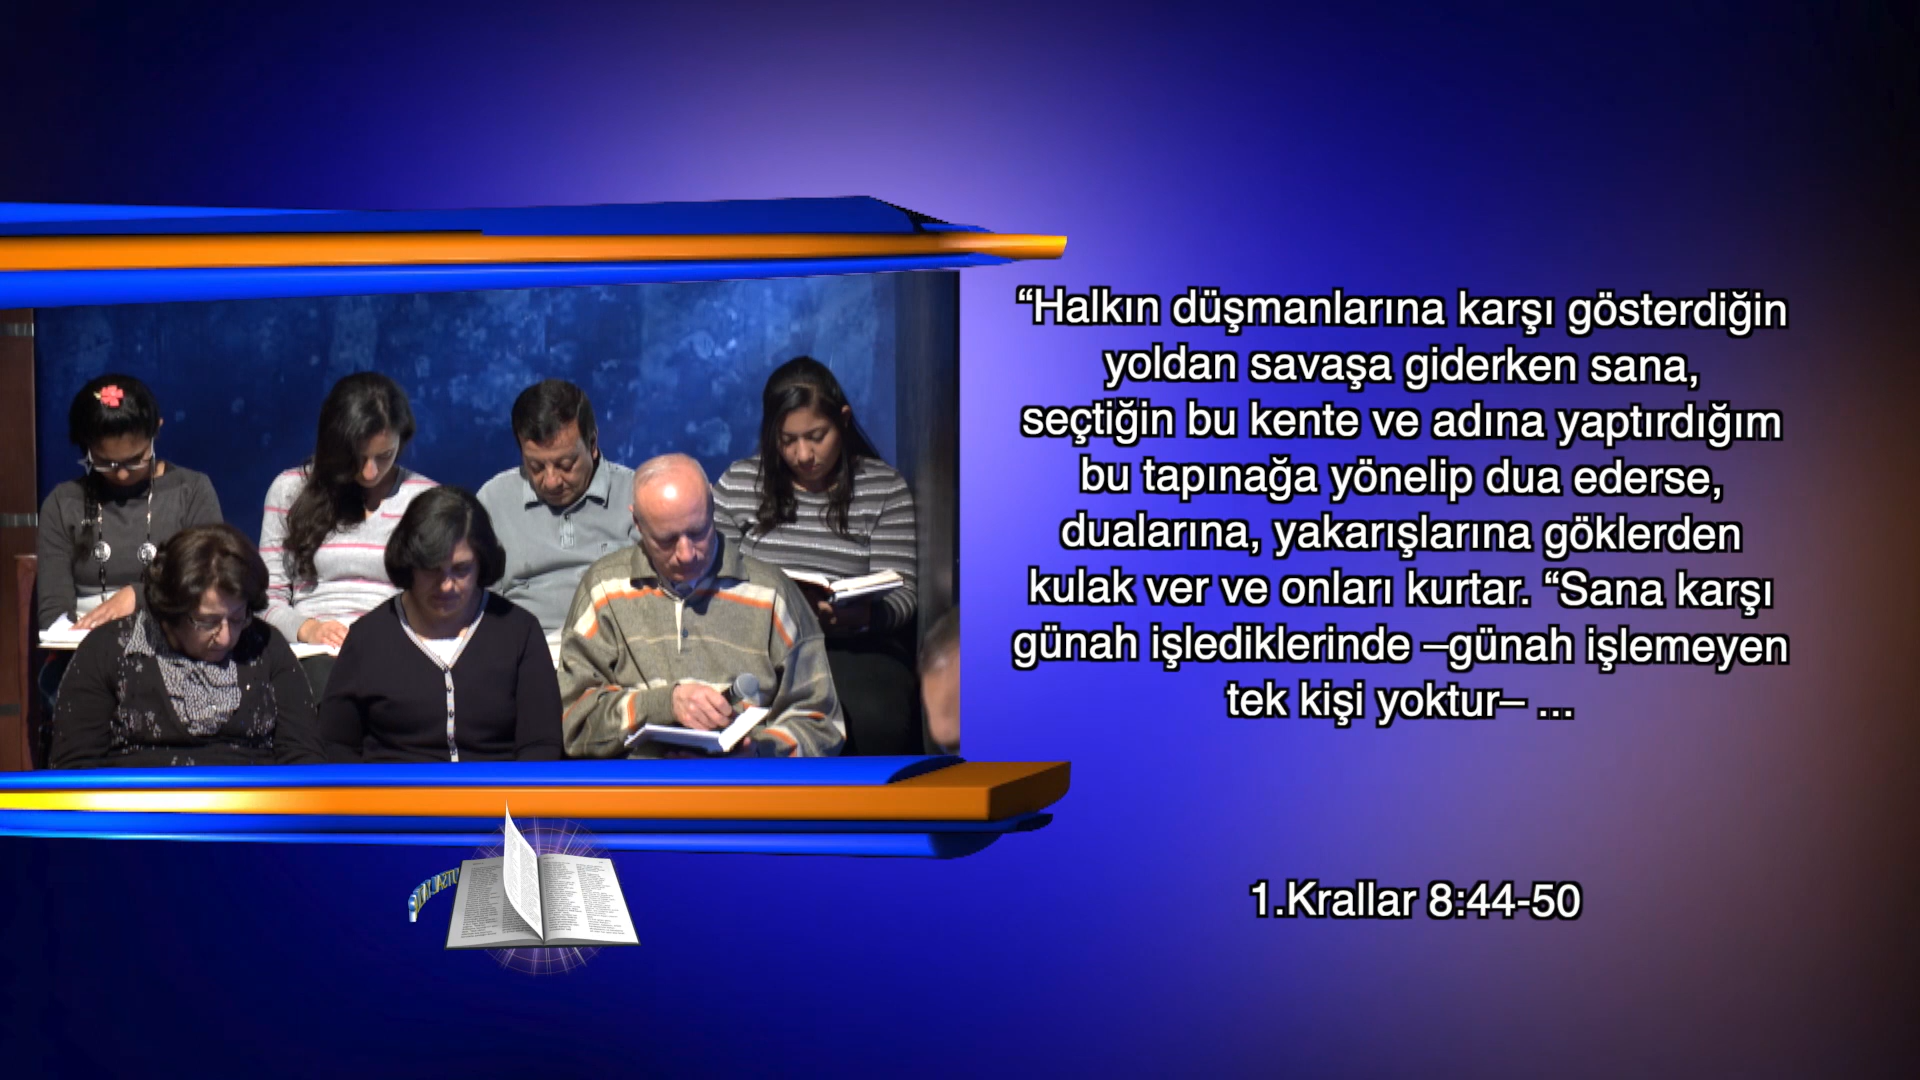 “Halkın düşmanlarına karşı gösterdiğin
yoldan savaşa giderken sana,
seçtiğin bu kente ve adına yaptırdığım
bu tapınağa yönelip dua ederse,
dualarına, yakarışlarına göklerden
kulak ver ve onları kurtar. “Sana karşı
günah işlediklerinde –günah işlemeyen
tek kişi yoktur– ...
1.Krallar 8:44-50